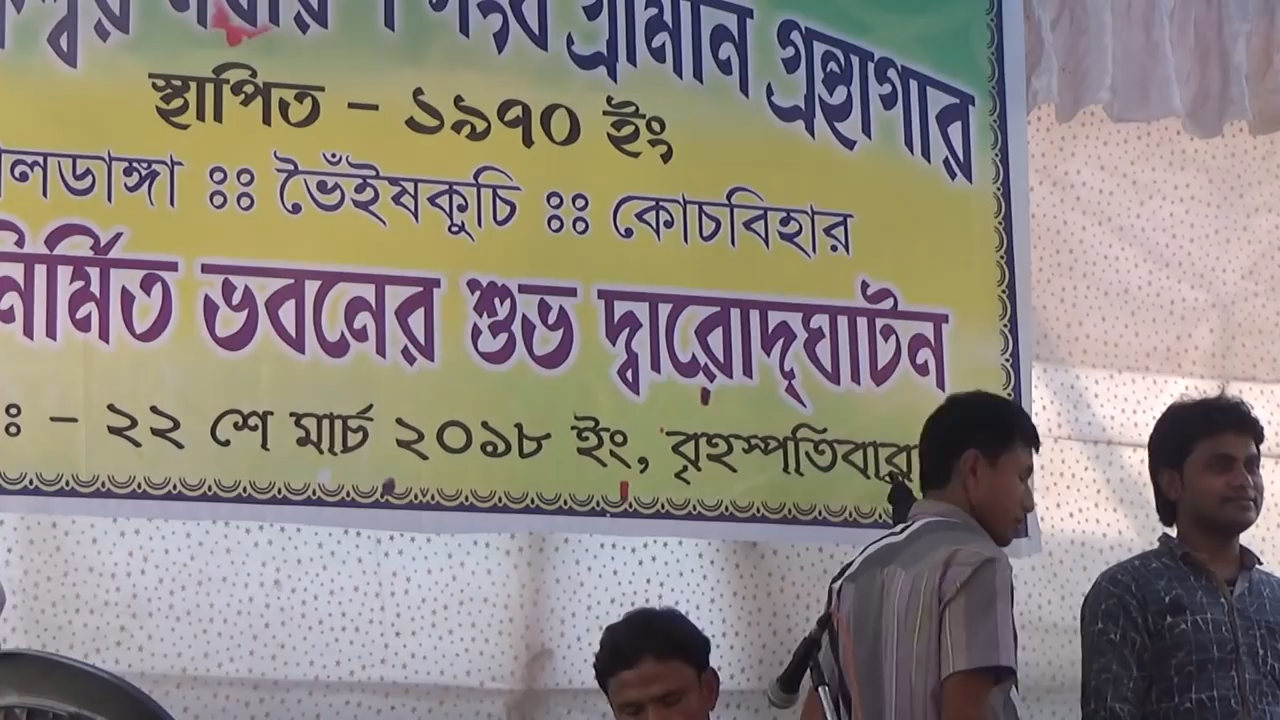 গ্রামীন গ্রন্থাগার
স্থাপিত - ১৯৭০ ইং
ভৈঁইষকুচি :: কোচবিহার
ভবনের শুভ দ্বারোদ্ঘাটন
ঃ - ২২ শে মার্চ ২০১৮ ইং, বৃহস্পতিবার